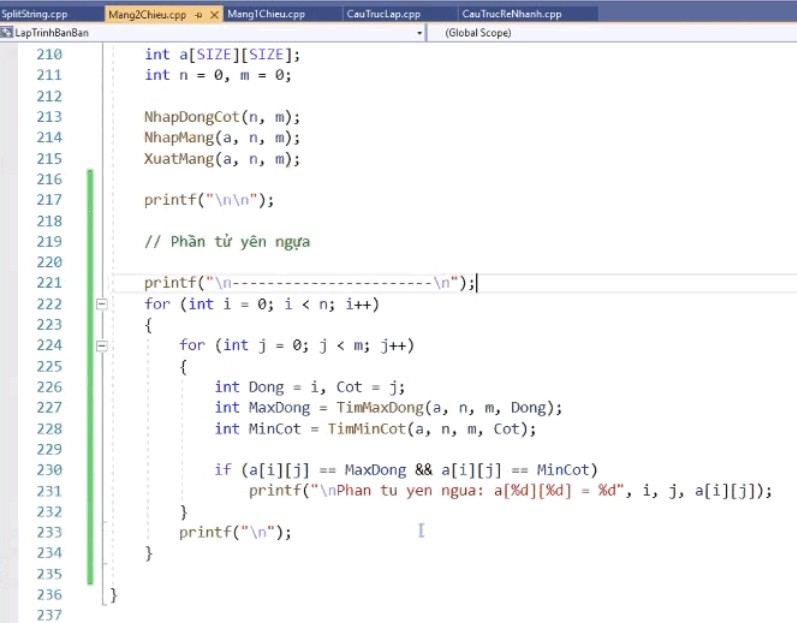 SplitString.cpp Mang2Chieu.cpp Mang1Chieu.cpp CauTrucLap.cpp CauTrucReNhanh.cpp
LapTrinhBanBan (Global Scope)
210 int a[SIZE][SIZE];
211 int n = 0, m = 0;
212
213 NhapDongCot(n, m);
214 NhapMang(a, n, m);
215 XuatMang(a, n, m);
216
217 printf("\n\n");
218
219 // Phần tử yên ngựa
220
221 printf("\n-----------------------\n");
222 for (int i = 0; i < n; i++)
223 {
224 for (int j = 0; j < m; j++)
225 {
226 int Dong = i, Cot = j;
227 int MaxDong = TimMaxDong(a, n, m, Dong);
228 int MinCot = TimMinCot(a, n, m, Cot);
229
230 if (a[i][j] == MaxDong && a[i][j] == MinCot)
231 printf("\nPhan tu yen ngua: a[%d][%d] = %d", i, j, a[i][j]);
232 }
233 printf("\n");
234 }
235
236 }
237